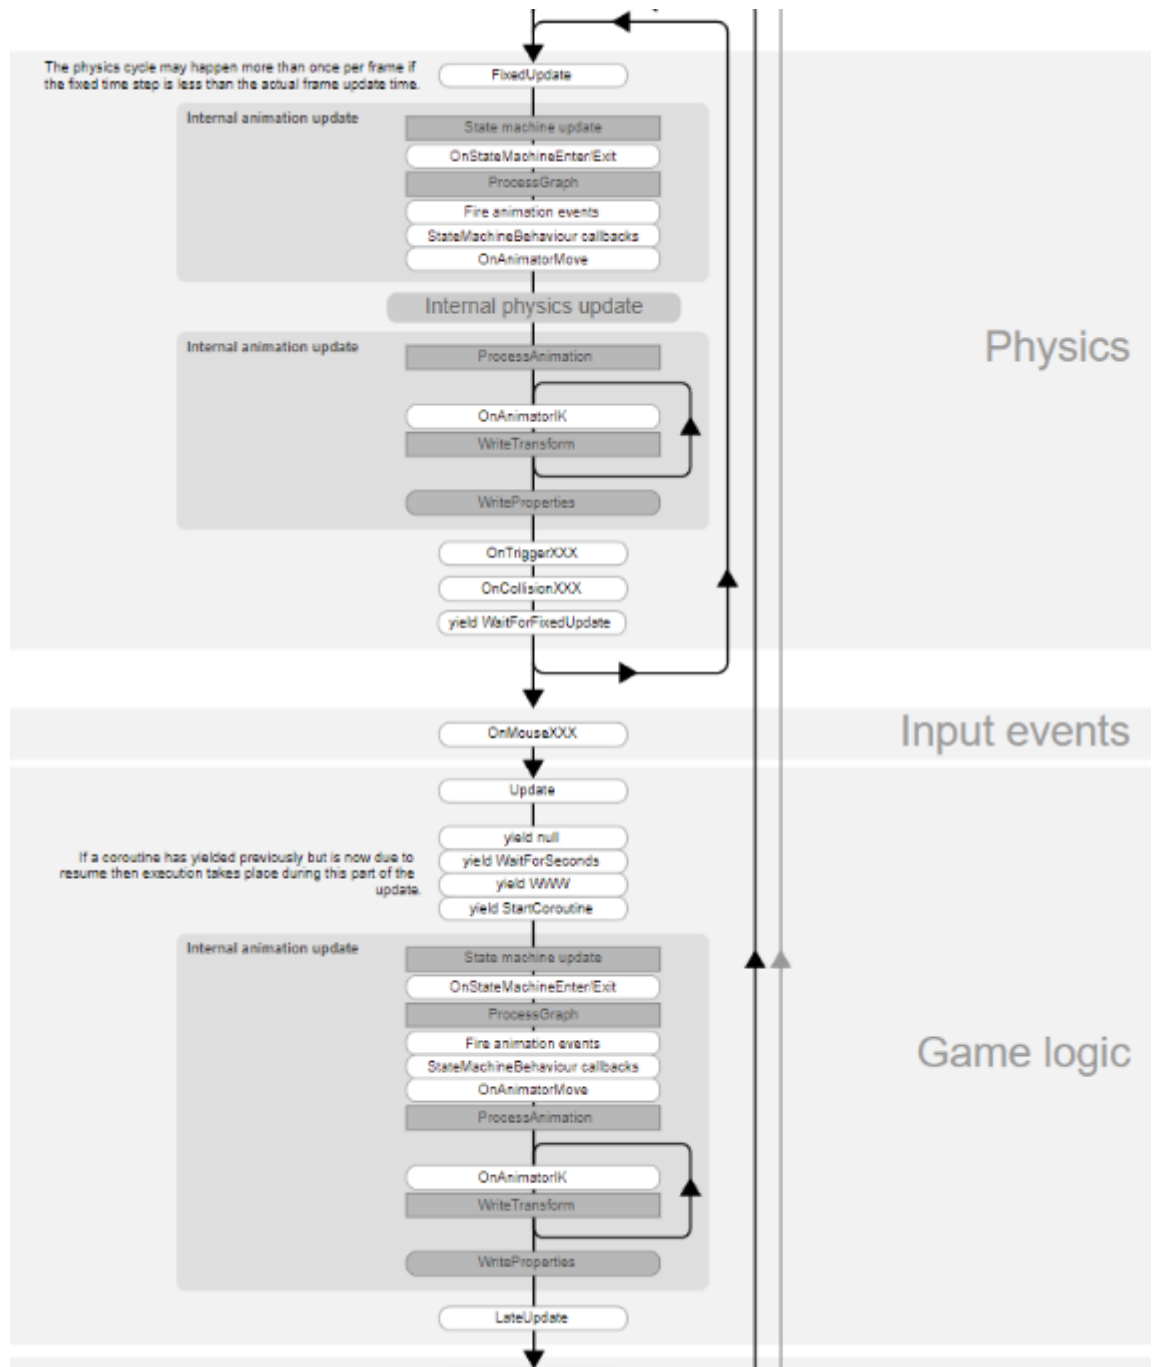 The physics cycle may happen more than once per frame if
the fixed time step is less than the actual frame update time.
FixedUpdate
Internal animation update
State machine update
OnStateMachineEnter/Exit
ProcessGraph
Fire animation events
StateMachineBehaviour callbacks
OnAnimatorMove
Internal physics update
Physics
Internal animation update
ProcessAnimation
OnAnimatorIK
WriteTransform
WriteProperties
OnTriggerXXX
OnCollisionXXX
yield WaitForFixedUpdate
Input events
OnMouseXXX
Update
yield null
If a coroutine has yielded previously but is now due to
resume then execution takes place during this part of the
update.
yield WaitForSeconds
yield WWW
yield StartCoroutine
Internal animation update
State machine update
OnStateMachineEnter/Exit
ProcessGraph
Fire animation events
StateMachineBehaviour callbacks
OnAnimatorMove
Game logic
ProcessAnimation
OnAnimatorIK
WriteTransform
WriteProperties
LateUpdate